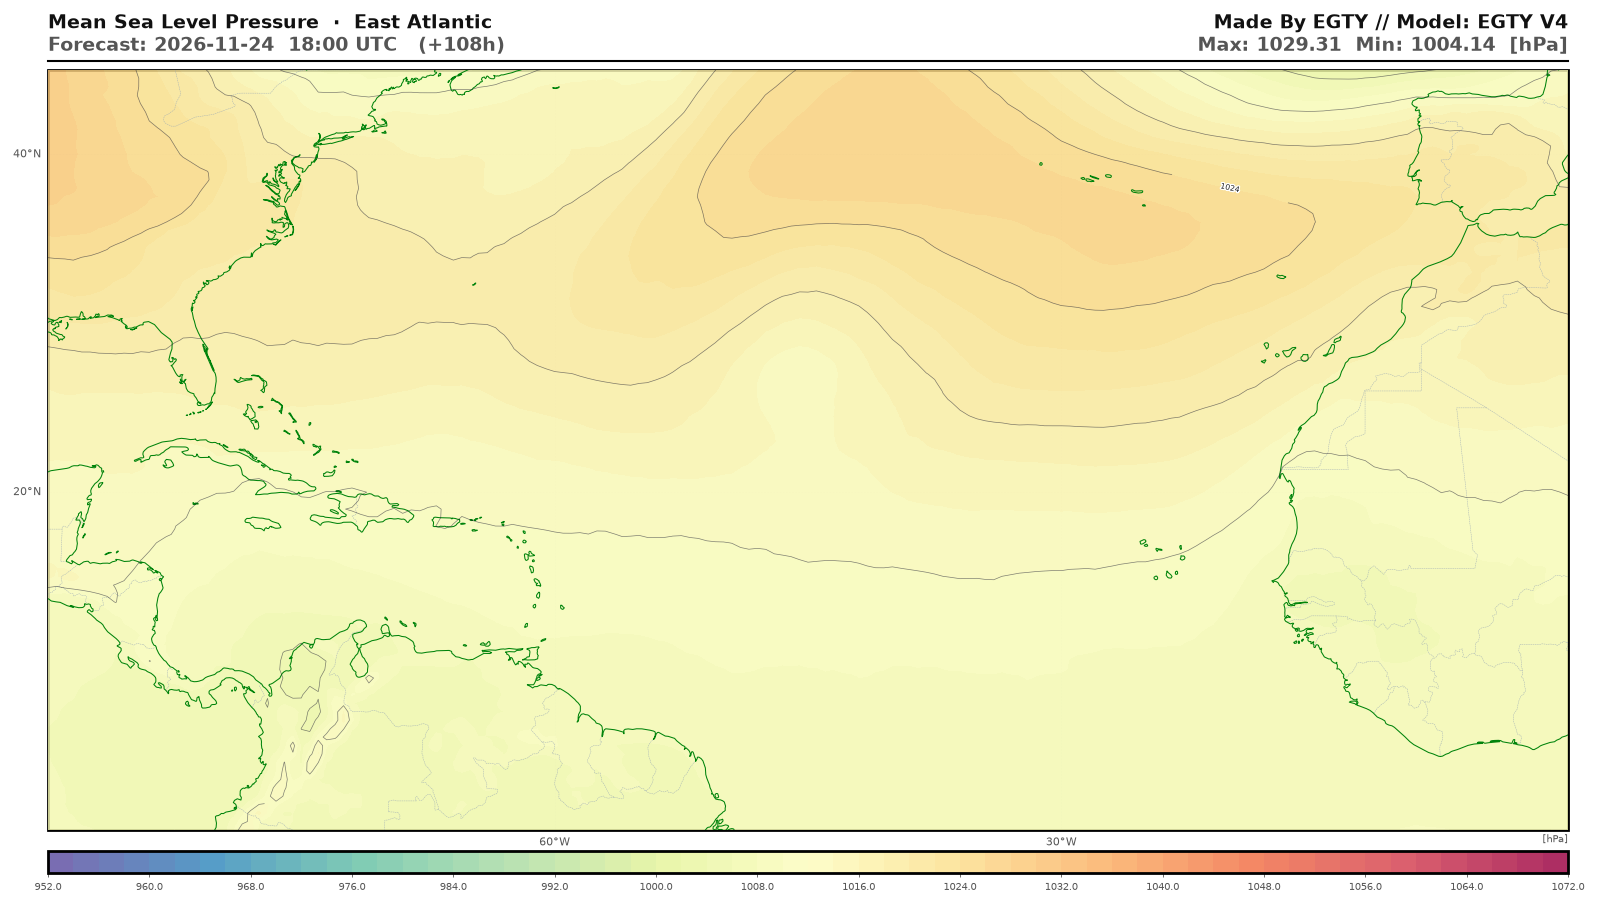 Mean Sea Level Pressure · East Atlantic
Made By EGTY // Model: EGTY V4
Forecast: 2026-11-24 18:00 UTC (+108h)
Max: 1029.31 Min: 1004.14 [hPa]
40°N
1024
20°N
60°W
30°W
[hPa]
952.0 960.0 968.0 976.0 984.0 992.0 1000.0 1008.0 1016.0 1024.0 1032.0 1040.0 1048.0 1056.0 1064.0 1072.0